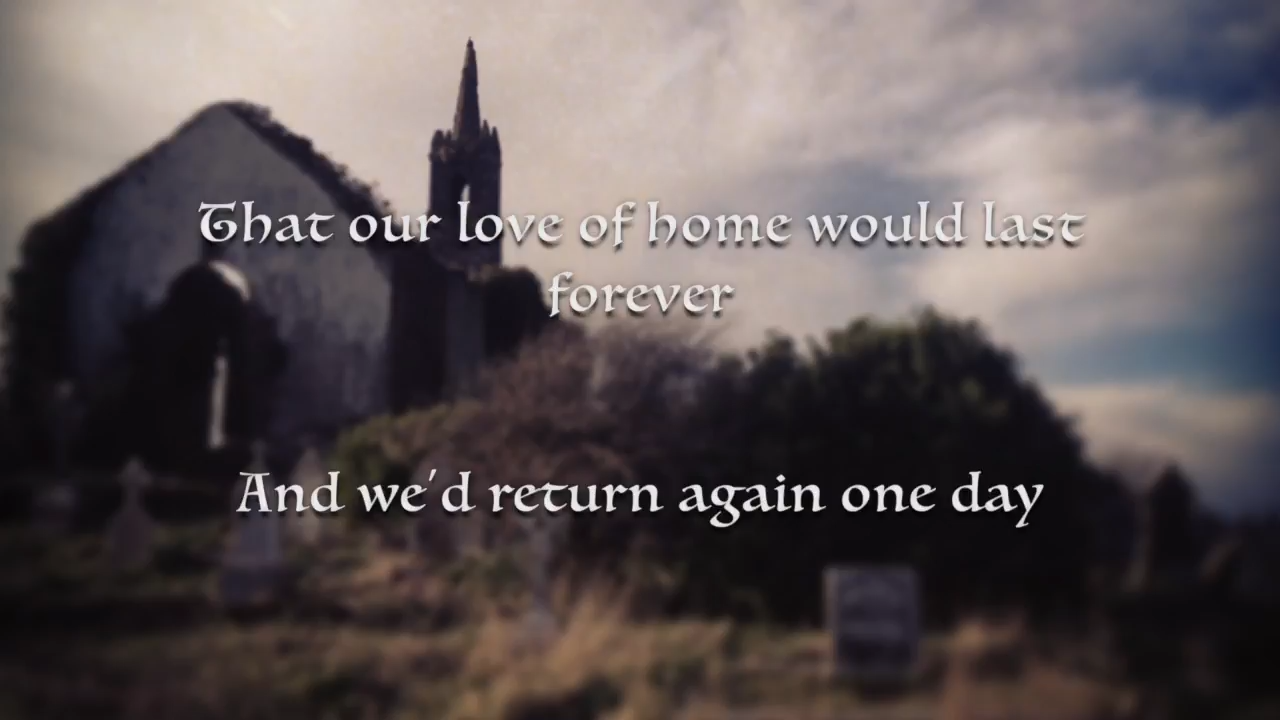 That our love of home would last
forever
And we'd return again one day